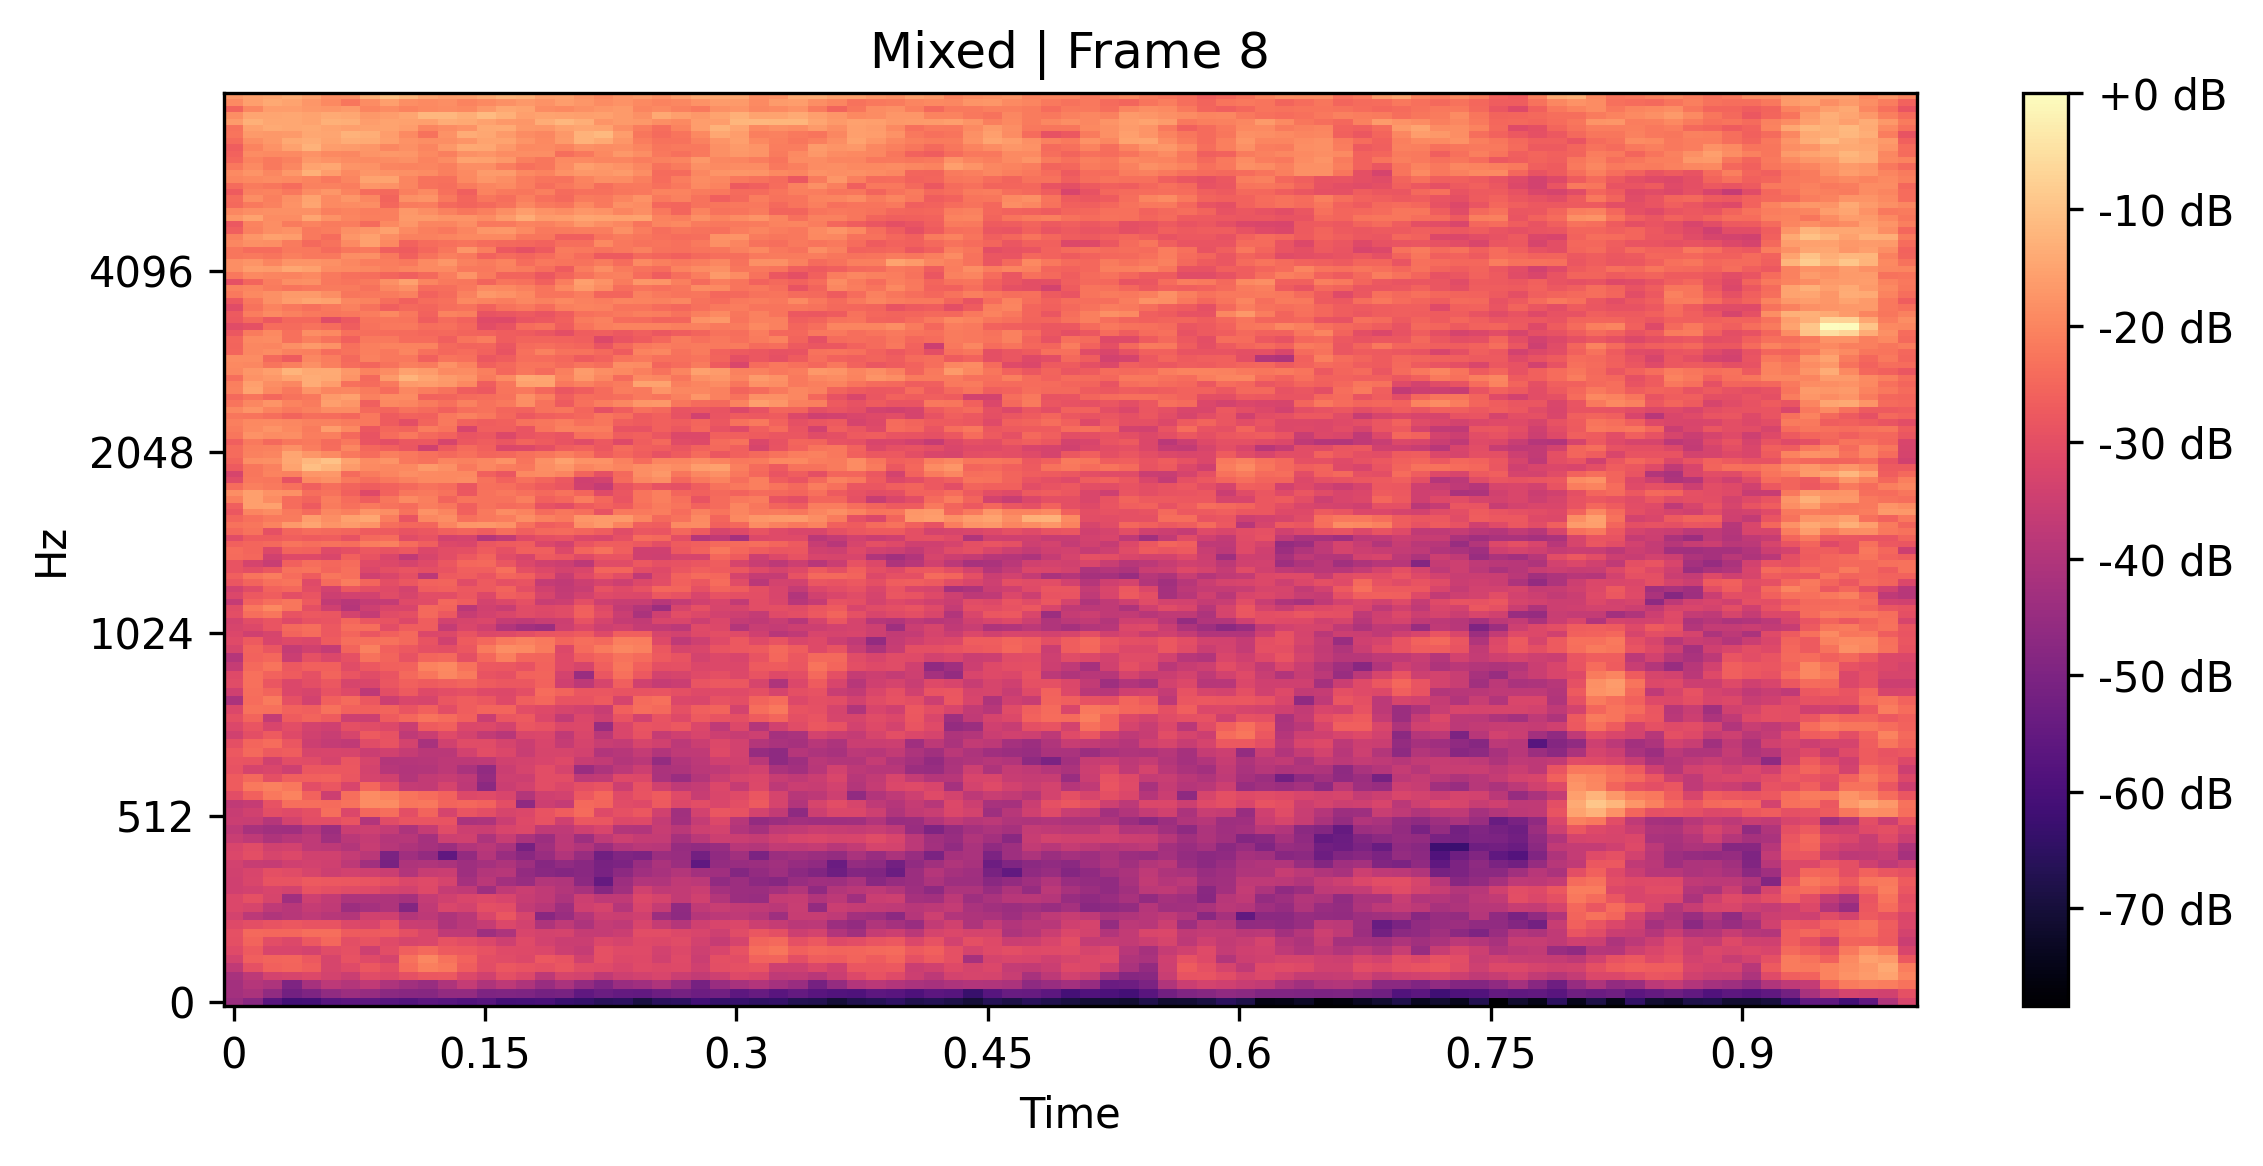 Mixed | Frame 8
+0 dB
-10 dB
-20 dB
-30 dB
-40 dB
-50 dB
-60 dB
-70 dB
4096
2048
1024
512
0
Hz
0 0.15 0.3 0.45 0.6 0.75 0.9
Time